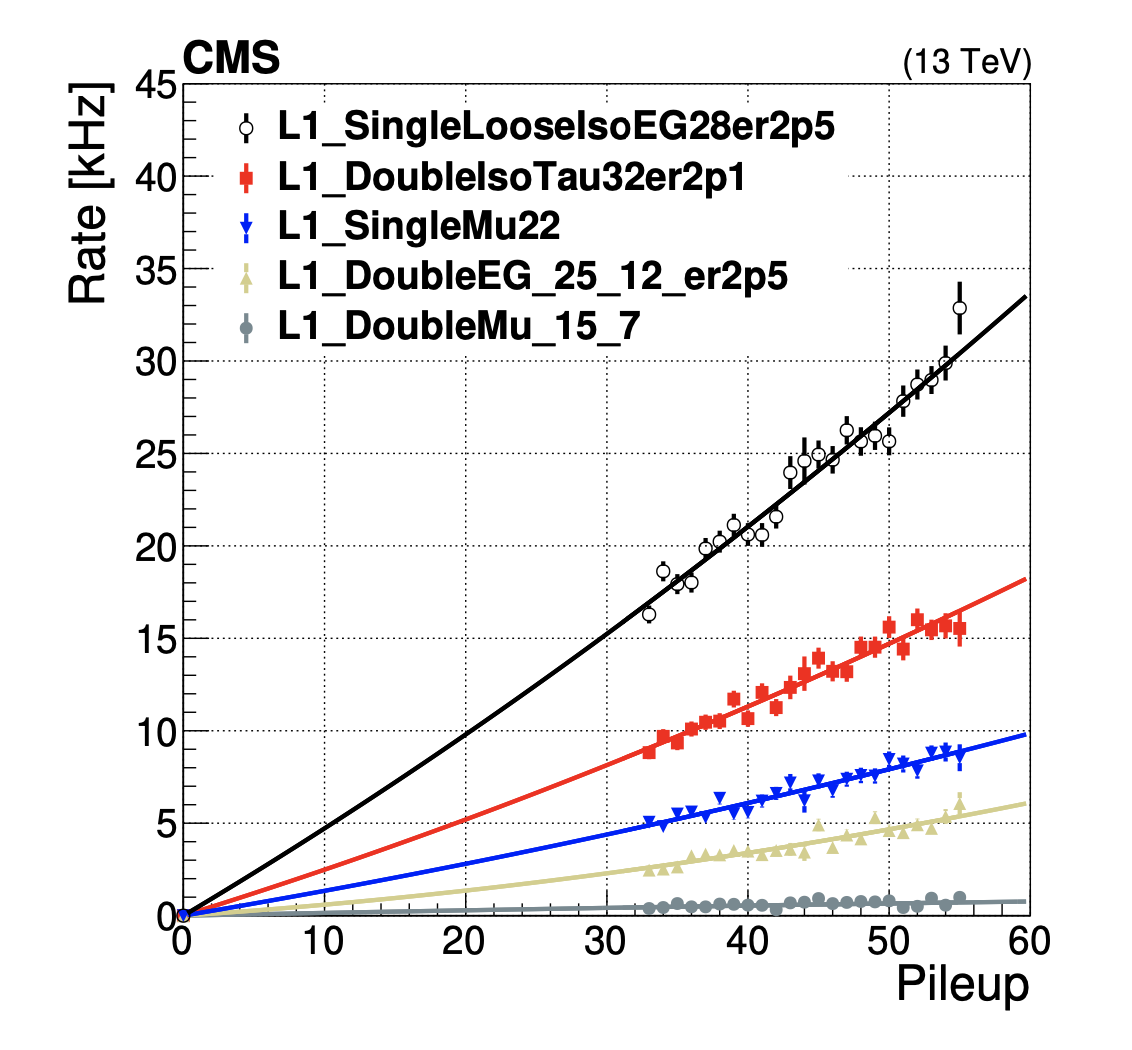 CMS (13 TeV)
Rate [kHz]
45
40
35
30
25
20
15
10
5
0
L1_SingleLooseIsoEG28er2p5
L1_DoubleIsoTau32er2p1
L1_SingleMu22
L1_DoubleEG_25_12_er2p5
L1_DoubleMu_15_7
0 10 20 30 40 50 60
Pileup